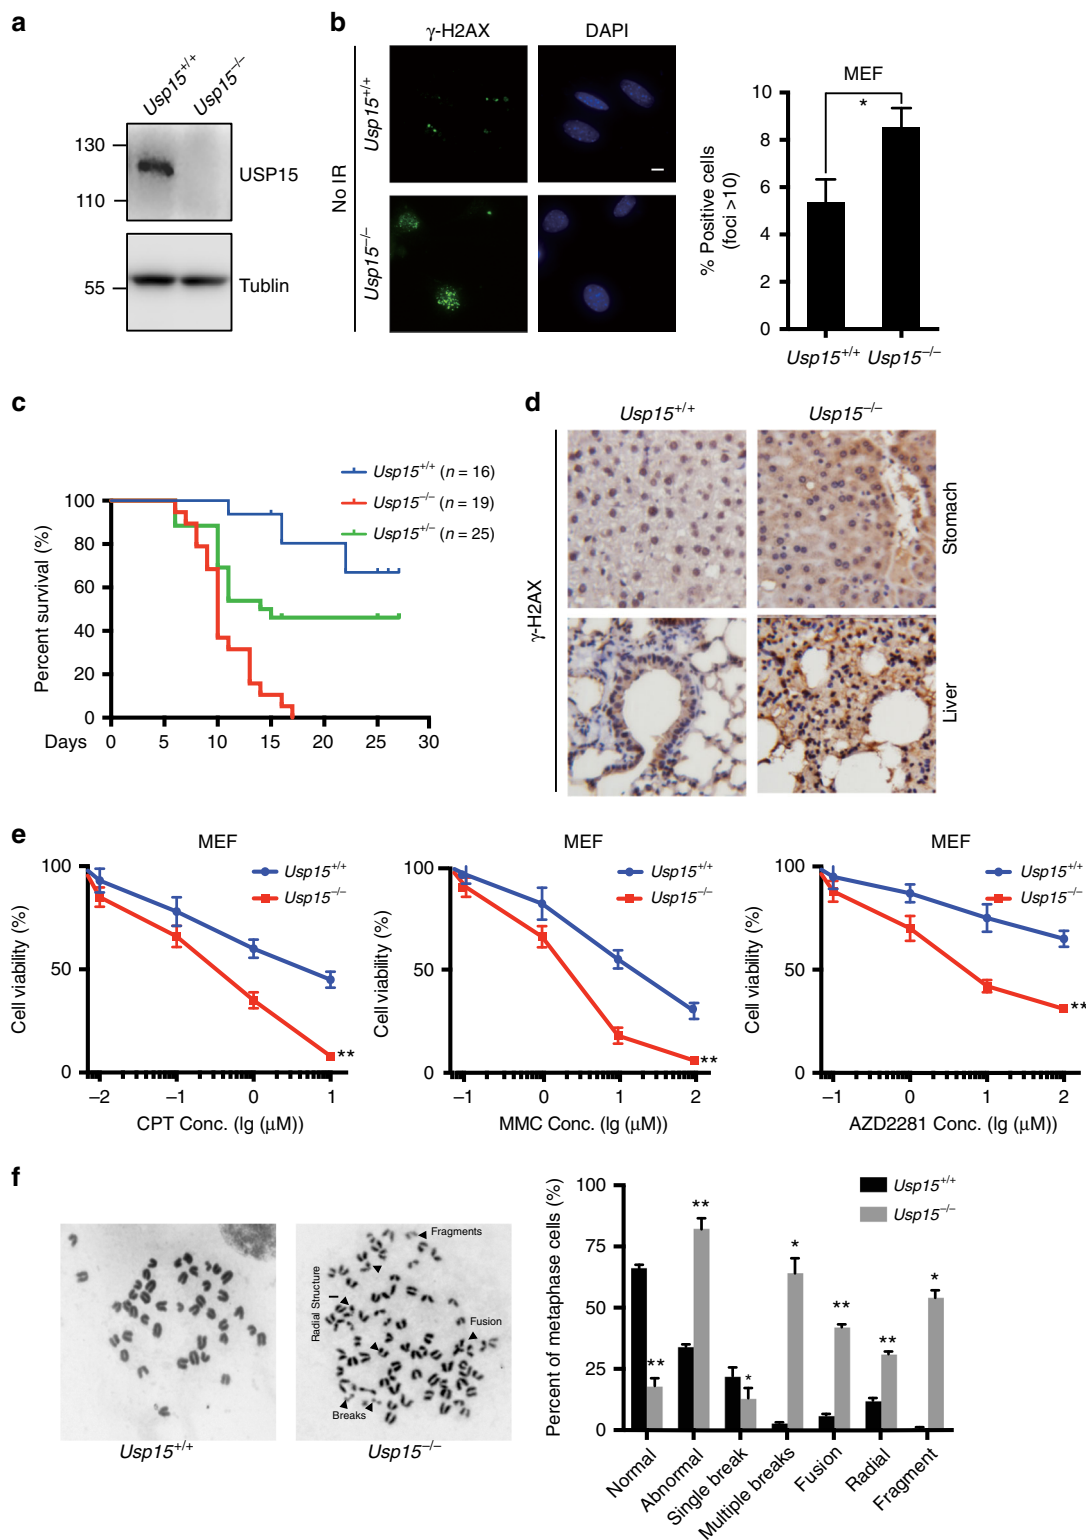 a
Usp15+/+
Usp15−/−
130
110
USP15
55
Tublin
b
γ-H2AX
DAPI
No IR
Usp15+/+
Usp15−/−
MEF
*
% Positive cells
(foci >10)
10
8
6
4
2
0
Usp15+/+
Usp15−/−
c
Usp15+/+ (n = 16)
Usp15−/− (n = 19)
Usp15+/− (n = 25)
Percent survival (%)
100
80
60
40
20
0
Days
0 5 10 15 20 25 30
d
Usp15+/+
Usp15−/−
γ-H2AX
Stomach
Liver
e
MEF
Usp15+/+
Usp15−/−
Cell viability (%)
100
50
0
**
−2 −1 0 1
CPT Conc. (lg (μM))
MEF
Usp15+/+
Usp15−/−
Cell viability (%)
100
50
0
**
−1 0 1 2
MMC Conc. (lg (μM))
MEF
Usp15+/+
Usp15−/−
Cell viability (%)
100
50
0
**
−1 0 1 2
AZD2281 Conc. (lg (μM))
f
Usp15+/+
Fragments
Radial Structure
Fusion
Breaks
Usp15−/−
Percent of metaphase cells (%)
100
75
50
25
0
Usp15+/+
Usp15−/−
**
**
*
*
**
**
*
Normal
Abnormal
Single break
Multiple breaks
Fusion
Radial
Fragment